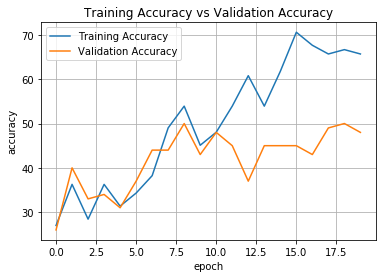 Training Accuracy vs Validation Accuracy
Training Accuracy
Validation Accuracy
accuracy
70
60
50
40
30
0.0 2.5 5.0 7.5 10.0 12.5 15.0 17.5
epoch